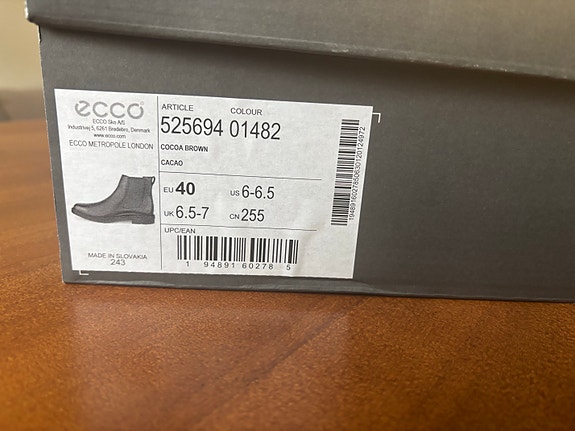 ecco
ECCO Sko A/S
Industrivej 5, 6261 Bredebro, Denmark
www.ecco.com
ECCO METROPOLE LONDON
MADE IN SLOVAKIA
243
ARTICLE COLOUR
525694 01482
COCOA BROWN
CACAO
EU 40 US 6-6.5
UK 6.5-7 CN 255
UPC/EAN
1 94891 60278 5